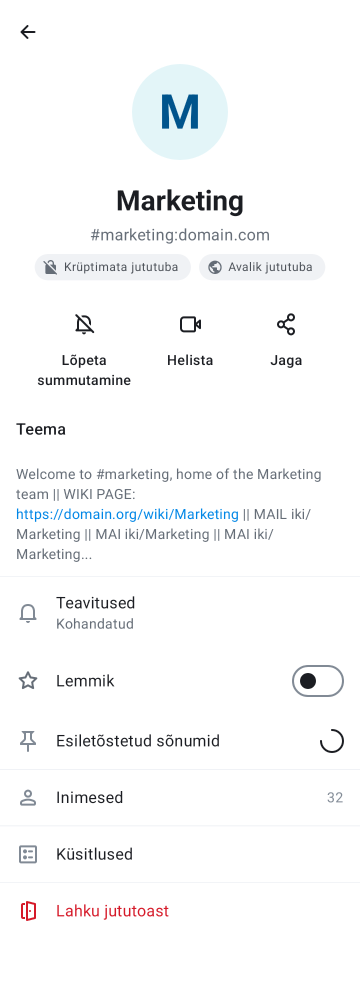 M
Marketing
#marketing:domain.com
Krüptimata jututuba
Avalik jututuba
Lõpeta
summutamine
Helista
Jaga
Teema
Welcome to #marketing, home of the Marketing
team || WIKI PAGE:
https://domain.org/wiki/Marketing || MAIL iki/
Marketing || MAI iki/Marketing || MAI iki/
Marketing...
Teavitused
Kohandatud
Lemmik
Esiletõstetud sõnumid
Inimesed 32
Küsitlused
Lahku jututoast